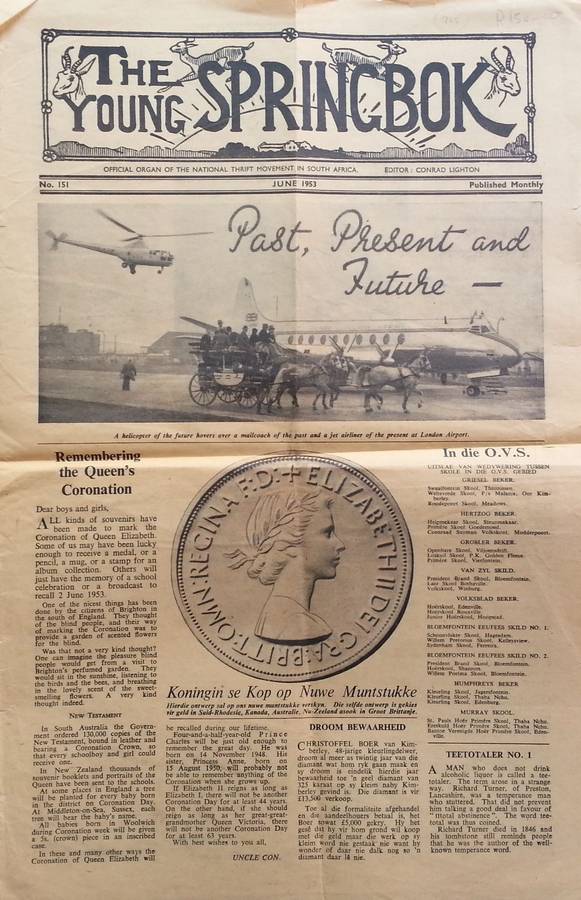 THE YOUNG SPRINGBOK
OFFICIAL ORGAN OF THE NATIONAL THRIFT MOVEMENT IN SOUTH AFRICA. EDITOR: CONRAD LIGHTON
No. 151 JUNE 1953 Published Monthly
Past, Present and
Future —
A helicopter of the future hovers over a mailcoach of the past and a jet airliner of the present at London Airport.
Remembering
the Queen's
Coronation
Dear boys and girls,
ALL kinds of souvenirs have
been made to mark the
Coronation of Queen Elizabeth.
Some of us may have been lucky
enough to receive a medal, or a
pencil, a mug, or a stamp for an
album collection. Others will
just have the memory of a school
celebration or a broadcast to
recall 2 June 1953.
One of the nicest things has been
done by the citizens of Brighton in
the south of England. They thought
of the blind people, and their way
of marking the Coronation was to
provide a garden of scented flowers
for the blind.
Was that not a very kind thought?
One can imagine the pleasure blind
people would get from a visit to
Brighton's perfumed garden. They
would sit in the sunshine, listening to
the birds and the bees, and breathing
in the lovely scent of the sweet-
smelling flowers. A very kind
thought indeed.
NEW TESTAMENT
In South Australia the Govern-
ment ordered 130,000 copies of the
New Testament, bound in leather and
bearing a Coronation Crown, so
that every schoolboy and girl could
receive one.
In New Zealand thousands of
souvenir booklets and portraits of the
Queen have been sent to the schools.
At some places in England a tree
will be planted for every baby born
in the district on Coronation Day.
At Middleton-on-Sea, Sussex, each
tree will bear the baby's name.
All babies born in Woolwich
during Coronation week will be given
a 5s. (crown) piece in an inscribed
case.
In these and many other ways the
Coronation of Queen Elizabeth will
ELIZABETH II DEI GRA: BRITT: OMN: REGINA F: D: +
Koningin se Kop op Nuwe Muntstukke
Hierdie ontwerp sal op ons nuwe muntstukke verskyn. Die selfde ontwerp is gekies
vir geld in Suid-Rhodesië, Kanada, Australië, Nu-Zeeland asook in Groot Brittanje.
be recalled during our lifetime.
Four-and-a-half-year-old Prince
Charles will be just old enough to
remember the great day. He was
born on 14 November 1948. His
sister, Princess Anne, born on
15 August 1950, will probably not
be able to remember anything of the
Coronation when she grows up.
If Elizabeth II reigns as long as
Elizabeth I, there will not be another
Coronation Day for at least 44 years.
On the other hand, if she should
reign as long as her great-great-
grandmother Queen Victoria, there
will not be another Coronation Day
for at least 63 years.
With best wishes to you all,
UNCLE CON.
DROOM BEWAARHEID
CHRISTOFFEL BOER van Kim-
berley, 48-jarige kleurlingdelwer,
droom al meer as twintig jaar van die
diamant wat hom ryk gaan maak en
sy droom is eindelik hierdie jaar
bewaarheid toe 'n geel diamant van
325 karaat op sy kleim naby Kim-
berley grond is. Die diamant is vir
£13,500 verkoop.
Toe al die formaliteite afgehandel
en die aandeelhouers betaal is, het
Boer towat £5,000 gekry. Hy het
gesê dat hy vir hom grond wil koop
met die geld maar die werk op sy
kleim word nie gestaak nie want hy
wonder of daar nie dalk nog so 'n
diamant daar lê nie.
In die O.V.S.
UITSLAE VAN WEDYWERING TUSSEN
SKOLE IN DIE O.V.S. GEBIED
GRIESEL BEKER.
HERTZOG BEKER.
GROBLER BEKER.
VAN ZYL SKILD.
President Brand Skool, Bloemfontein.
Volkskool, Winburg.
VOLKSBLAD BEKER.
Hoërskool, Edenville.
BLOEMFONTEIN EEUFEES SKILD NO. 1.
BLOEMFONTEIN EEUFEES SKILD NO. 2.
President Brand Skool, Bloemfontein.
HUMPHREYS BEKER
Kleurling Skool, Jagersfontein.
Kleurling Skool, Thaba Nchu.
MURRAY SKOOL.
TEETOTALER NO. 1
A MAN who does not drink
alcoholic liquor is called a tee-
totaler. The term arose in a strange
way. Richard Turner, of Preston,
Lancashire, was a temperance man
who stuttered. That did not prevent
him talking a good deal in favour of
"ttotal abstinence". The word tee-
total was thus coined.
Richard Turner died in 1846 and
his tombstone still reminds people
that he was the author of the well-
known temperance word.